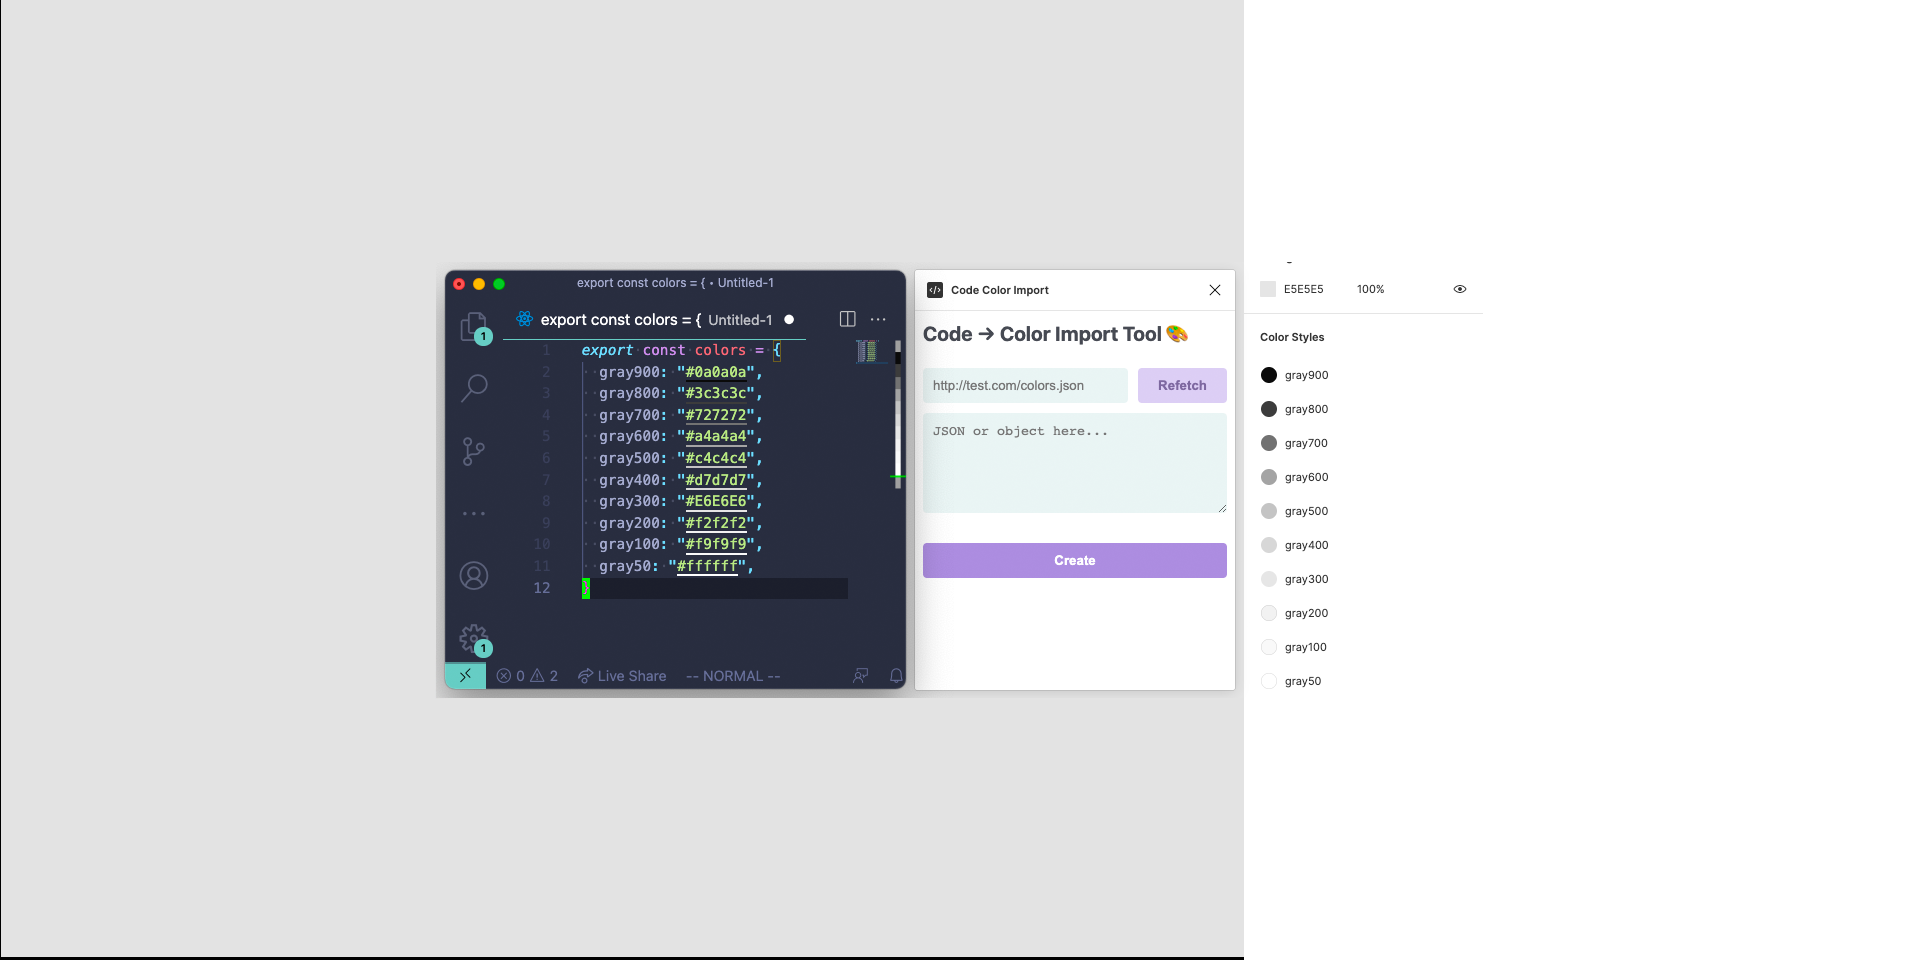 export const colors = { • Untitled-1
export const colors = { Untitled-1
1 export const colors = {
2 gray900: "#0a0a0a",
3 gray800: "#3c3c3c",
4 gray700: "#727272",
5 gray600: "#a4a4a4",
6 gray500: "#c4c4c4",
7 gray400: "#d7d7d7",
8 gray300: "#E6E6E6",
9 gray200: "#f2f2f2",
10 gray100: "#f9f9f9",
11 gray50: "#ffffff",
12
1
1
0 2 Live Share -- NORMAL --
Code Color Import
Code → Color Import Tool 🎨
http://test.com/colors.json Refetch
JSON or object here...
Create
E5E5E5 100%
Color Styles
gray900
gray800
gray700
gray600
gray500
gray400
gray300
gray200
gray100
gray50